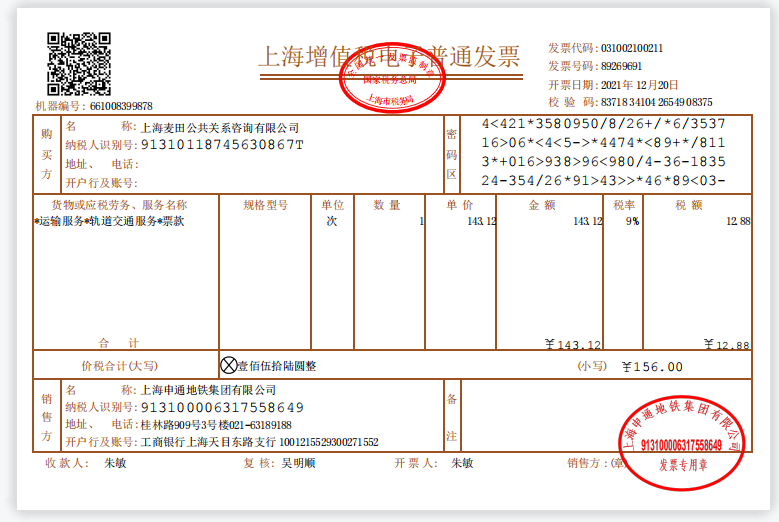 上海增值税电子普通发票
国家税务总局
上海市税务局
发票代码: 031002100211
发票号码: 89269691
开票日期: 2021年 12月20日
校 验 码: 83718 34104 26549 08375
机器编号: 661008399878
购买方
名 称: 上海麦田公共关系咨询有限公司
纳税人识别号: 91310118745630867T
地址、 电话:
开户行及账号:
密码区
4<421*3580950/8/26+/*6/3537
16>06*<4<5->*4474*<89+*/811
3*+016>938>96<980/4-36-1835
24-354/26*91>43>>*46*89<03-
货物或应税劳务、服务名称 规格型号 单位 数 量 单 价 金 额 税率 税 额
*运输服务*轨道交通服务*票款 次 1 143.12 143.12 9% 12.88
合 计 ￥143.12 ￥12.88
价税合计(大写) ⊗壹佰伍拾陆圆整 (小写) ￥156.00
销售方
名 称: 上海申通地铁集团有限公司
纳税人识别号: 913100006317558649
地址、 电话: 桂林路909号3号楼021-63189188
开户行及账号: 工商银行上海天目东路支行 1001215529300271552
备注
上海申通地铁集团有限公司
913100006317558649
发票专用章
收 款 人: 朱敏 复 核: 吴明顺 开 票 人: 朱敏 销售方: (章)